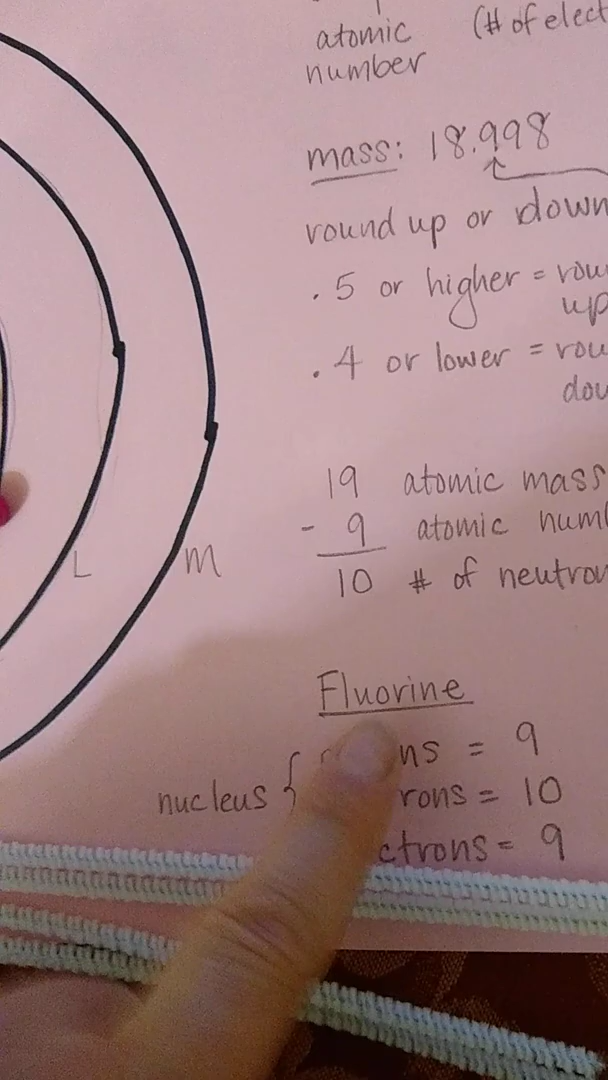 atomic (# of elect
number
mass: 18.998
round up or down
.5 or higher = rou
up
.4 or lower = rou
dou
19 atomic mass
- 9 atomic num
10 # of neutron
L M
Fluorine
ns = 9
nucleus { rons = 10
ctrons = 9